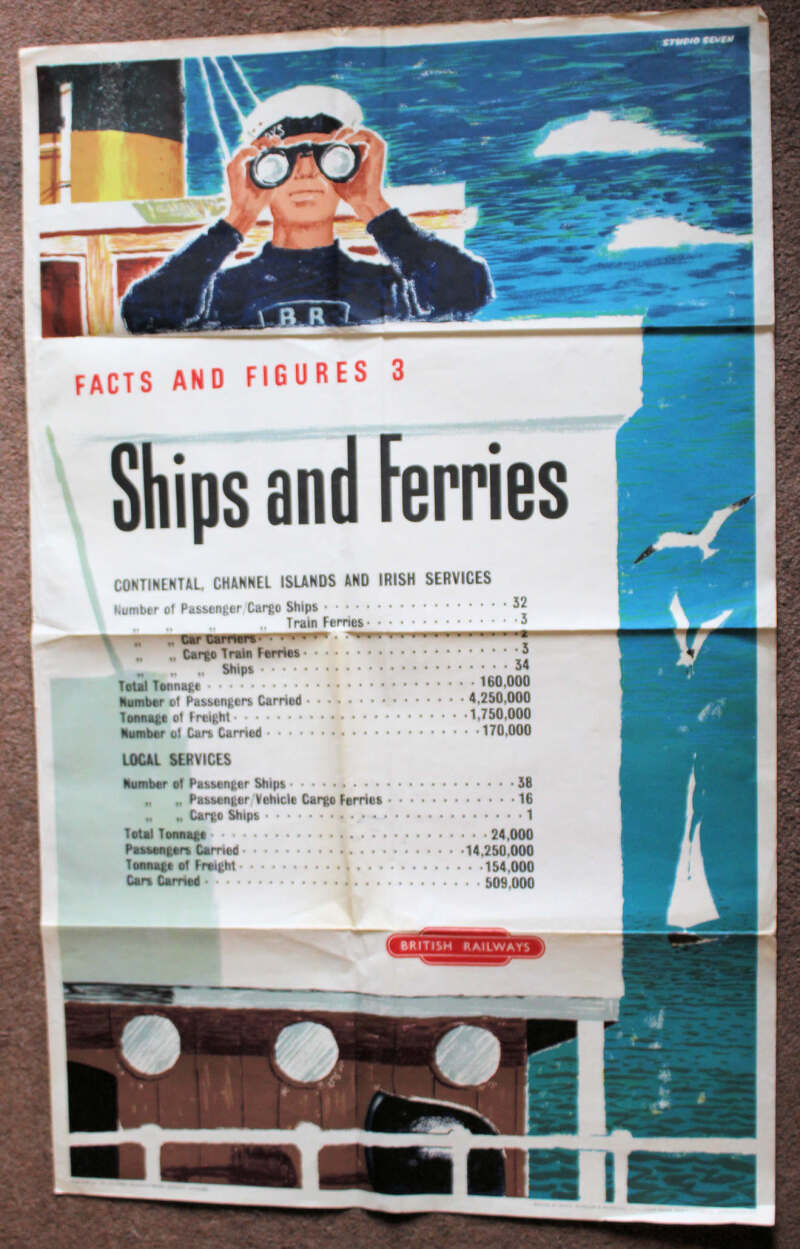 STUDIO SEVEN
BR
FACTS AND FIGURES 3
Ships and Ferries
CONTINENTAL, CHANNEL ISLANDS AND IRISH SERVICES
Number of Passenger/Cargo Ships · · · · · · · · · · · · · · · · · · 32
„ „ „ „ Train Ferries · · · · · · · · · · · · · · · 3
„ „ Car Carriers · · · · · · · · · · · · · · · · · · · · · · · · · 2
„ „ Cargo Train Ferries · · · · · · · · · · · · · · · · · · · · · 3
„ „ „ Ships · · · · · · · · · · · · · · · · · · · · · · · · 34
Total Tonnage · · · · · · · · · · · · · · · · · · · · · · · · · · 160,000
Number of Passengers Carried · · · · · · · · · · · · · · · · 4,250,000
Tonnage of Freight · · · · · · · · · · · · · · · · · · · · · · · 1,750,000
Number of Cars Carried · · · · · · · · · · · · · · · · · · · · · 170,000
LOCAL SERVICES
Number of Passenger Ships · · · · · · · · · · · · · · · · · · · · · · 38
„ „ Passenger/Vehicle Cargo Ferries · · · · · · · · · · · · 16
„ „ Cargo Ships · · · · · · · · · · · · · · · · · · · · · · · · · 1
Total Tonnage · · · · · · · · · · · · · · · · · · · · · · · · · · · 24,000
Passengers Carried · · · · · · · · · · · · · · · · · · · · · 14,250,000
Tonnage of Freight · · · · · · · · · · · · · · · · · · · · · · · 154,000
Cars Carried · · · · · · · · · · · · · · · · · · · · · · · · · · · 509,000
BRITISH RAILWAYS